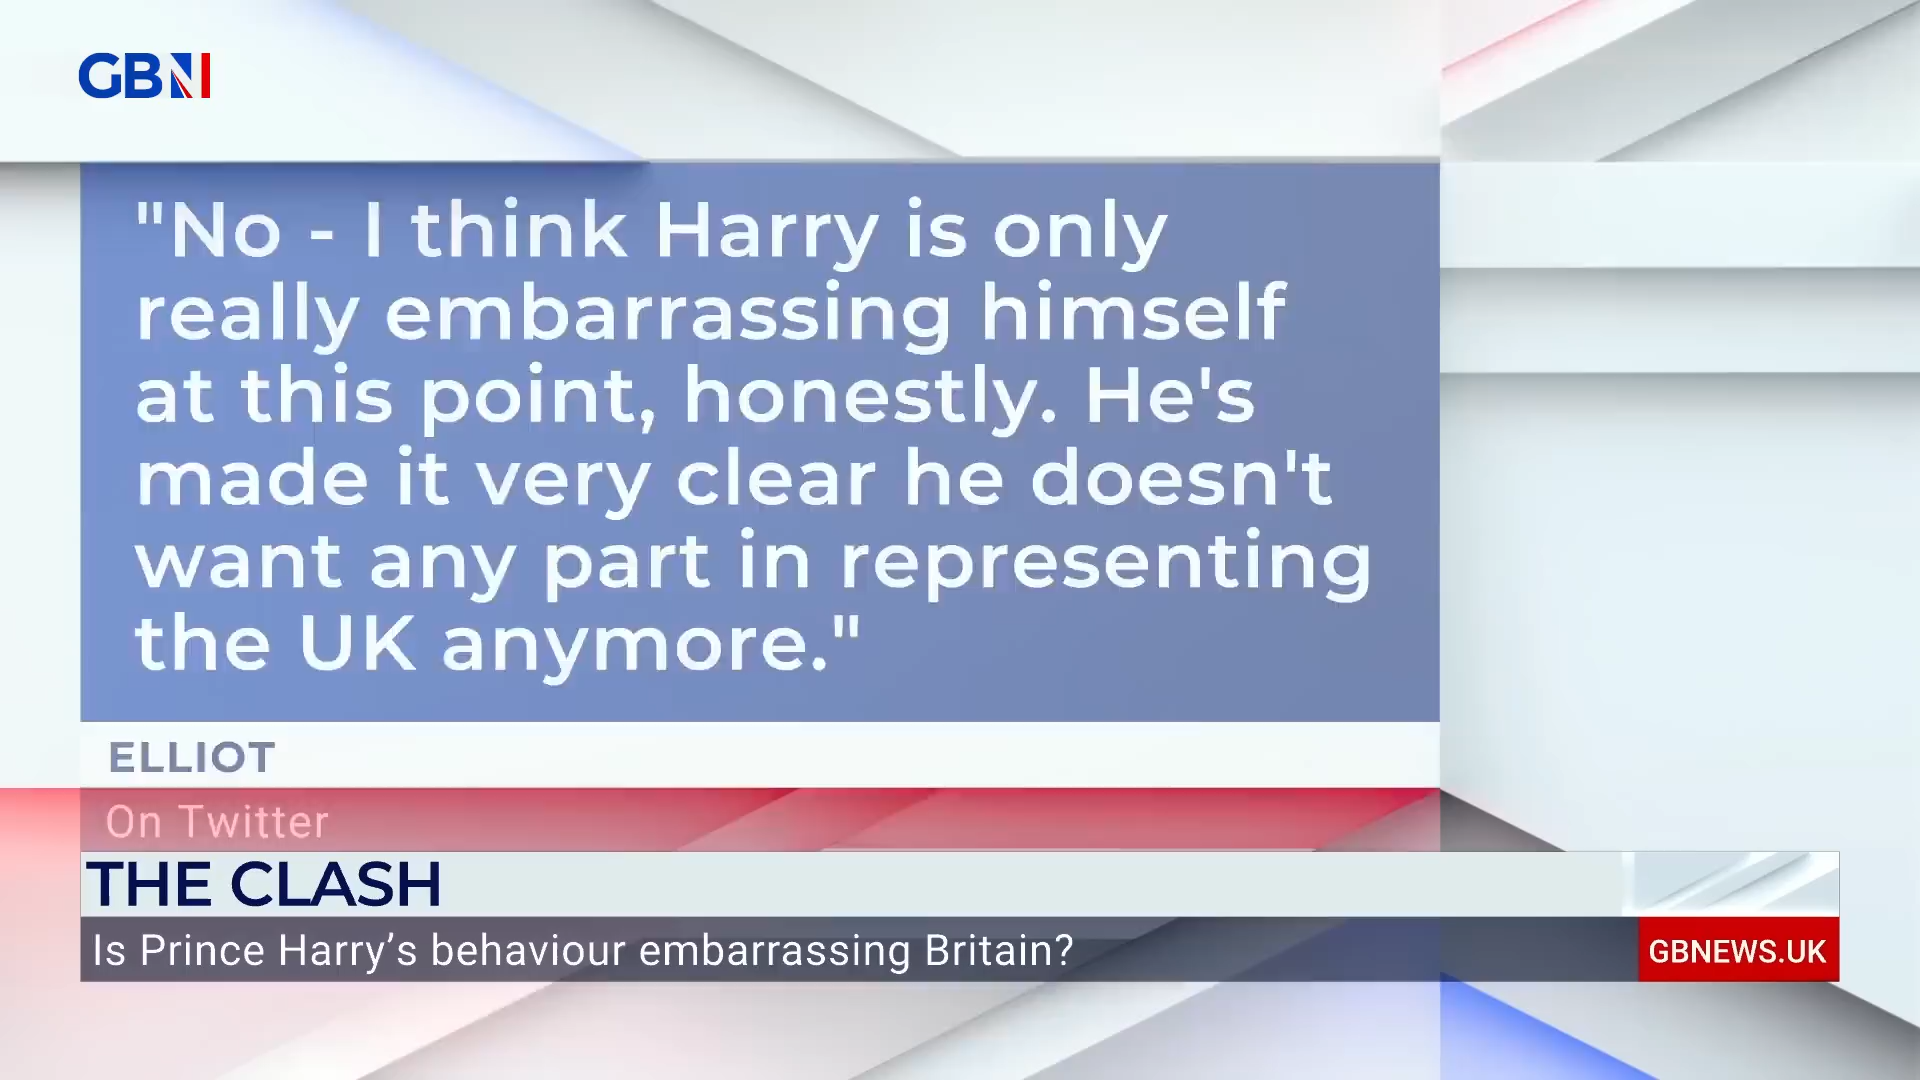 GBN
"No - I think Harry is only
really embarrassing himself
at this point, honestly. He's
made it very clear he doesn't
want any part in representing
the UK anymore."
ELLIOT
On Twitter
THE CLASH
Is Prince Harry’s behaviour embarrassing Britain?
GBNEWS.UK